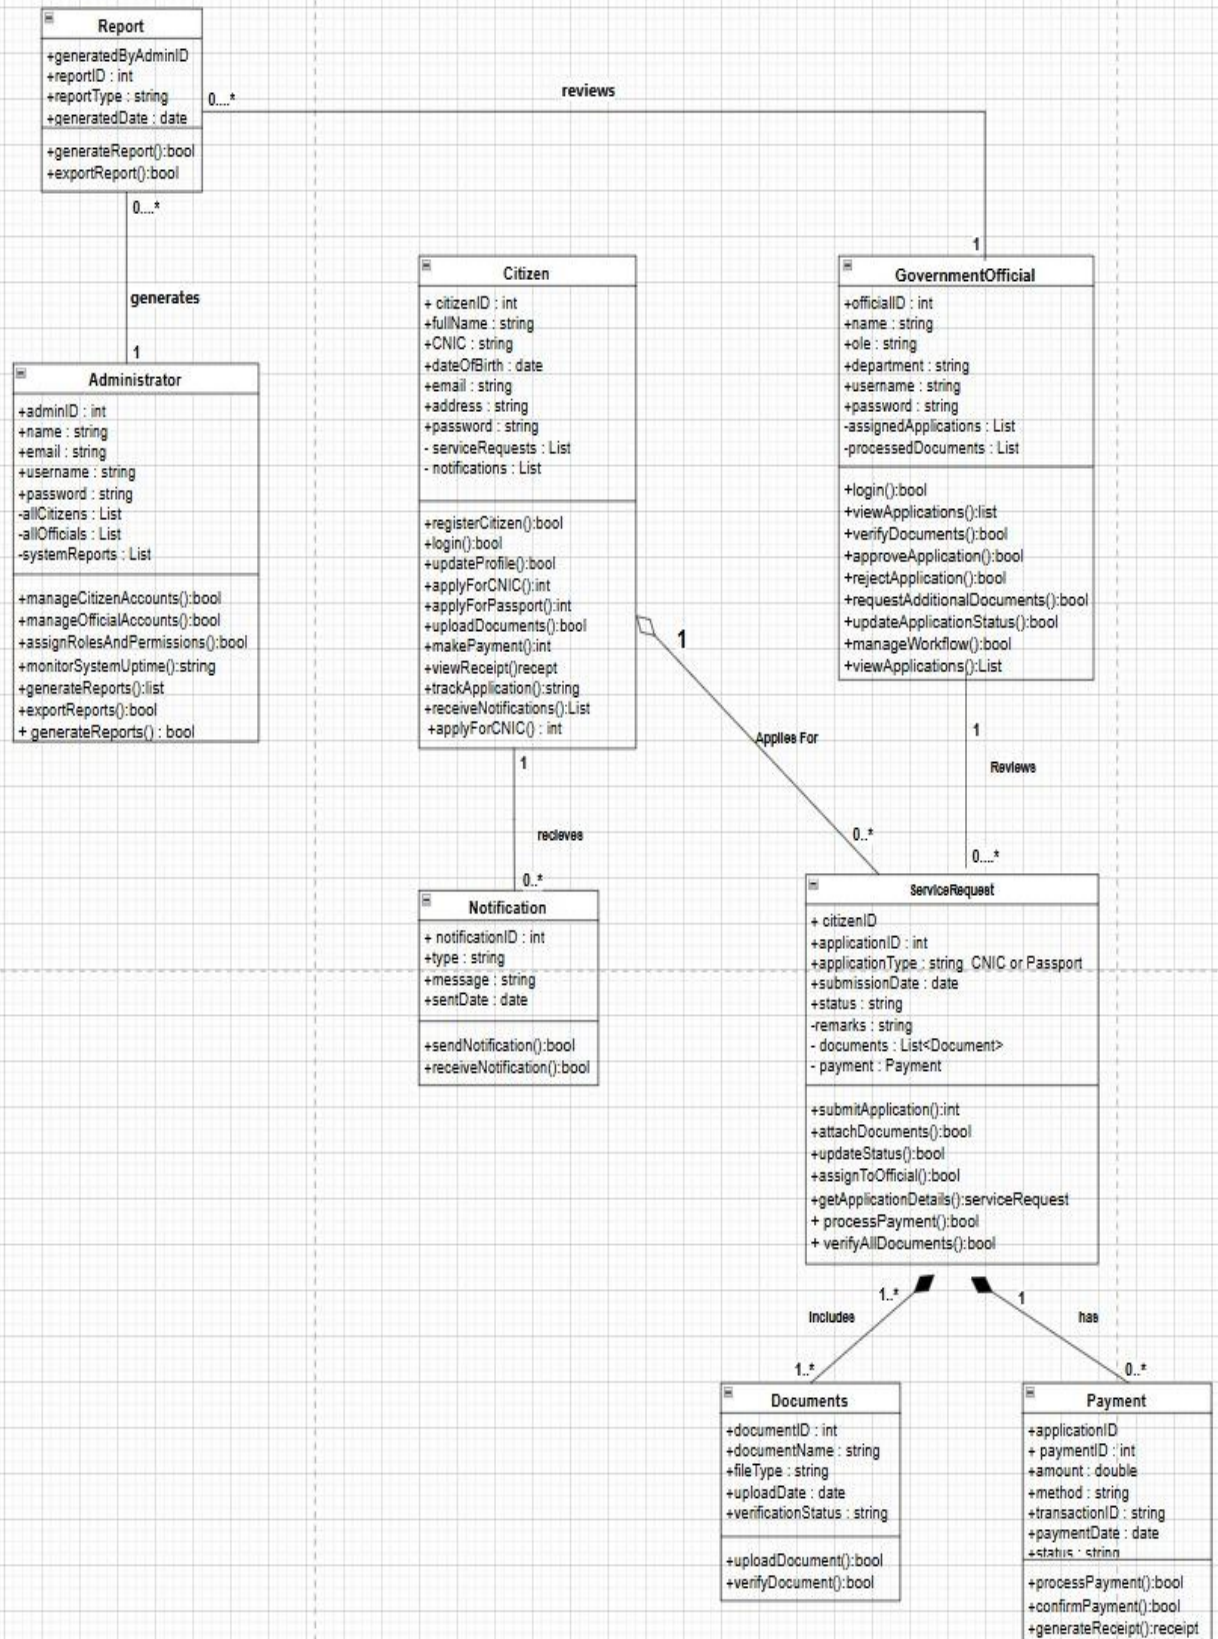 Report
+generatedByAdminID
+reportID : int
+reportType : string
+generatedDate : date
+generateReport():bool
+exportReport():bool
0....*
reviews
1
0....*
generates
1
Administrator
+adminID : int
+name : string
+email : string
+username : string
+password : string
-allCitizens : List
-allOfficials : List
-systemReports : List
+manageCitizenAccounts():bool
+manageOfficialAccounts():bool
+assignRolesAndPermissions():bool
+monitorSystemUptime():string
+generateReports():list
+exportReports():bool
+ generateReports() : bool
Citizen
+ citizenID : int
+fullName : string
+CNIC : string
+dateOfBirth : date
+email : string
+address : string
+password : string
- serviceRequests : List
- notifications : List
+registerCitizen():bool
+login():bool
+updateProfile():bool
+applyForCNIC():int
+applyForPassport():int
+uploadDocuments():bool
+makePayment():int
+viewReceipt()recept
+trackApplication():string
+receiveNotifications():List
+applyForCNIC() : int
GovernmentOfficial
+officialID : int
+name : string
+ole : string
+department : string
+username : string
+password : string
-assignedApplications : List
-processedDocuments : List
+login():bool
+viewApplications():list
+verifyDocuments():bool
+approveApplication():bool
+rejectApplication():bool
+requestAdditionalDocuments():bool
+updateApplicationStatus():bool
+manageWorkflow():bool
+viewApplications():List
1
Applies For
0..*
1
Reviews
0....*
1
recieves
0..*
Notification
+ notificationID : int
+type : string
+message : string
+sentDate : date
+sendNotification():bool
+receiveNotification():bool
ServiceRequest
+ citizenID
+applicationID : int
+applicationType : string CNIC or Passport
+submissionDate : date
+status : string
-remarks : string
- documents : List<Document>
- payment : Payment
+submitApplication():int
+attachDocuments():bool
+updateStatus():bool
+assignToOfficial():bool
+getApplicationDetails():serviceRequest
+ processPayment():bool
+ verifyAllDocuments():bool
1..*
Includes
1..*
1
has
0..*
Documents
+documentID : int
+documentName : string
+fileType : string
+uploadDate : date
+verificationStatus : string
+uploadDocument():bool
+verifyDocument():bool
Payment
+applicationID
+ paymentID : int
+amount : double
+method : string
+transactionID : string
+paymentDate : date
+status : string
+processPayment():bool
+confirmPayment():bool
+generateReceipt():receipt